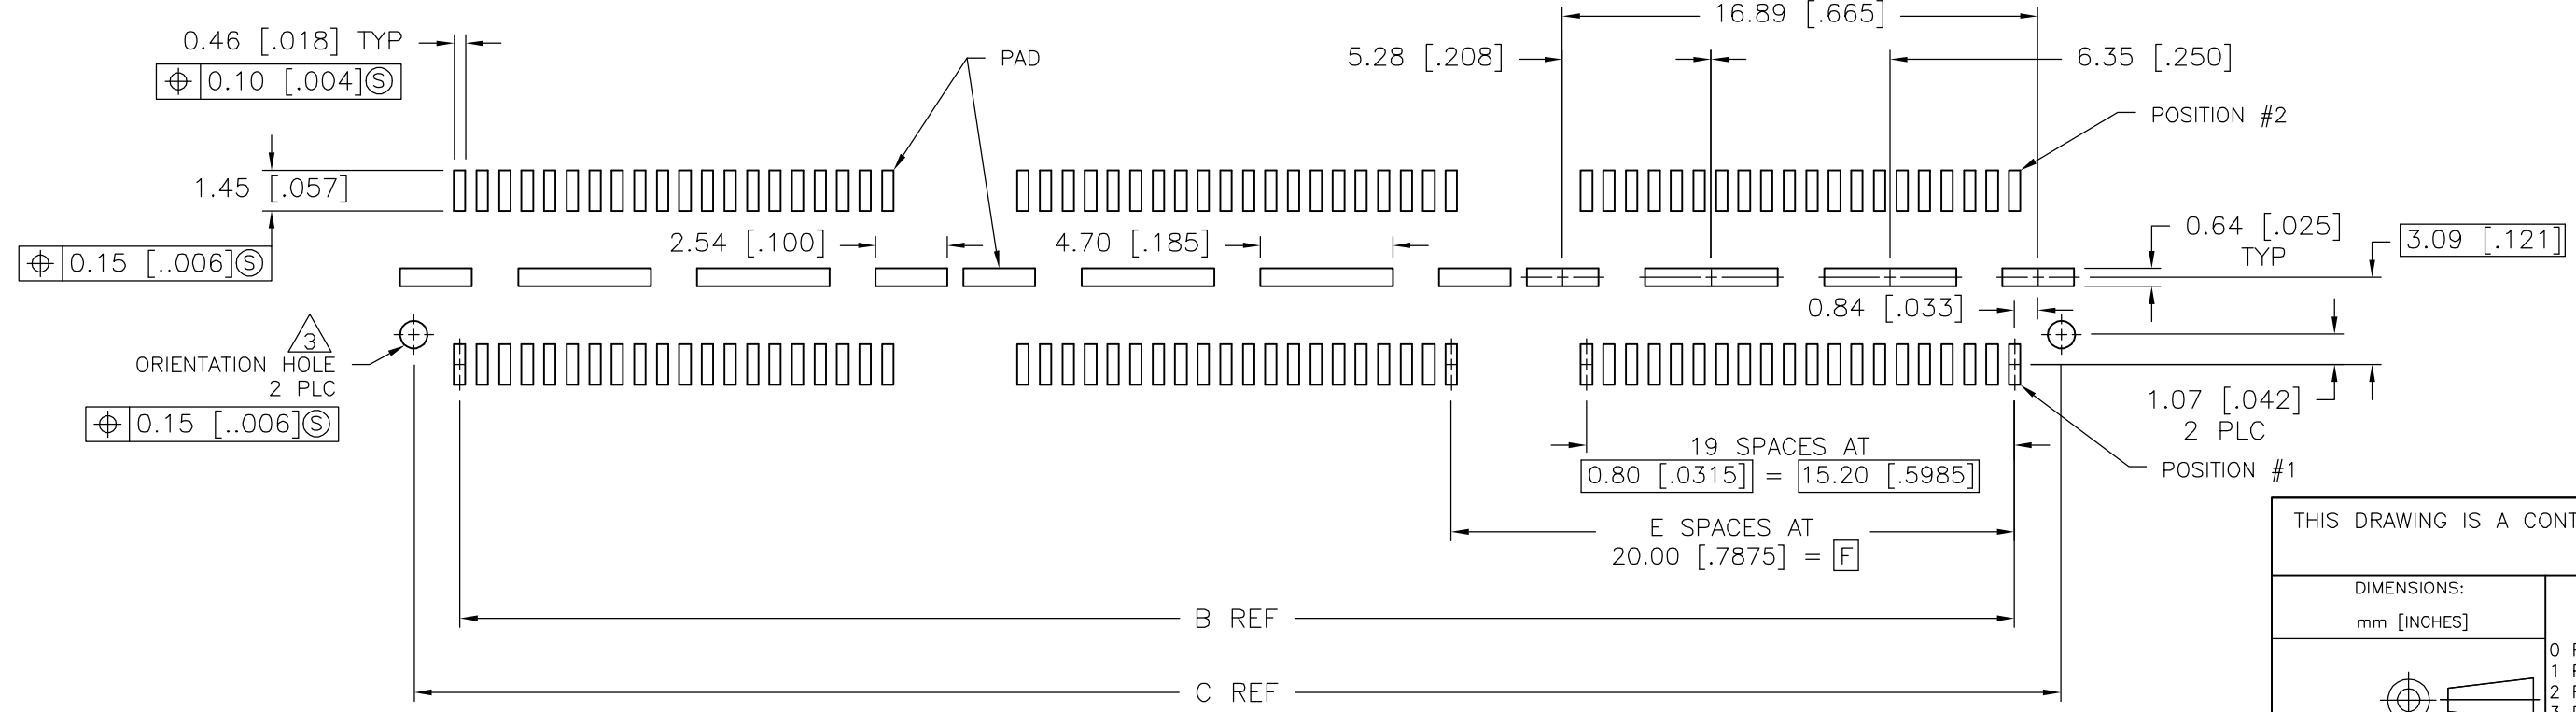 16.89 [.665]
0.46 [.018] TYP
0.10 [.004]Ⓢ
PAD
5.28 [.208]
6.35 [.250]
POSITION #2
1.45 [.057]
0.15 [..006]Ⓢ
2.54 [.100]
4.70 [.185]
0.64 [.025]
TYP
3.09 [.121]
0.84 [.033]
3
ORIENTATION HOLE
2 PLC
0.15 [..006]Ⓢ
1.07 [.042]
2 PLC
19 SPACES AT
0.80 [.0315] = 15.20 [.5985]
POSITION #1
E SPACES AT
20.00 [.7875] = F
THIS DRAWING IS A CONT
DIMENSIONS:
mm [INCHES]
B REF
C REF
0
1
2
3